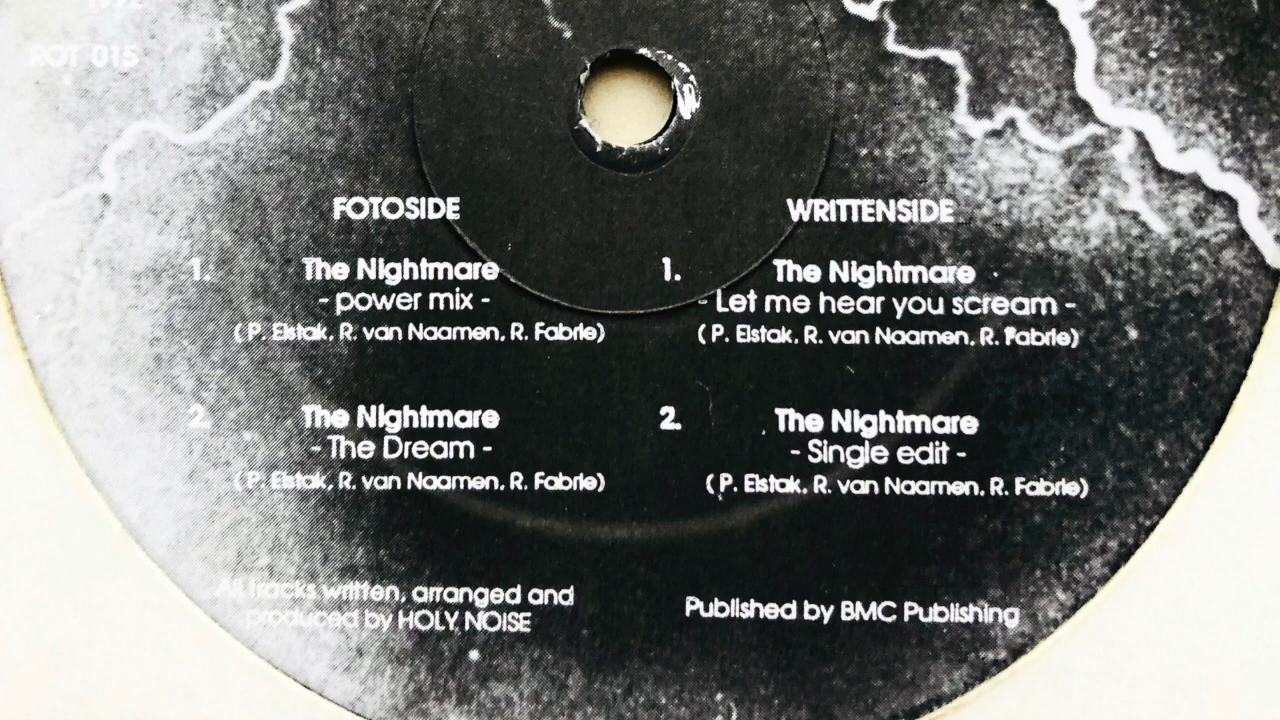 1992
ROT 015
FOTOSIDE
1. The Nightmare
- power mix -
( P. Elstak, R. van Naamen, R. Fabrie)
2. The Nightmare
- The Dream -
( P. Elstak, R. van Naamen, R. Fabrie)
All tracks written, arranged and
produced by HOLY NOISE
WRITTENSIDE
1. The Nightmare
- Let me hear you scream -
( P. Elstak, R. van Naamen, R. Fabrie)
2. The Nightmare
- Single edit -
( P. Elstak, R. van Naamen, R. Fabrie)
Published by BMC Publishing